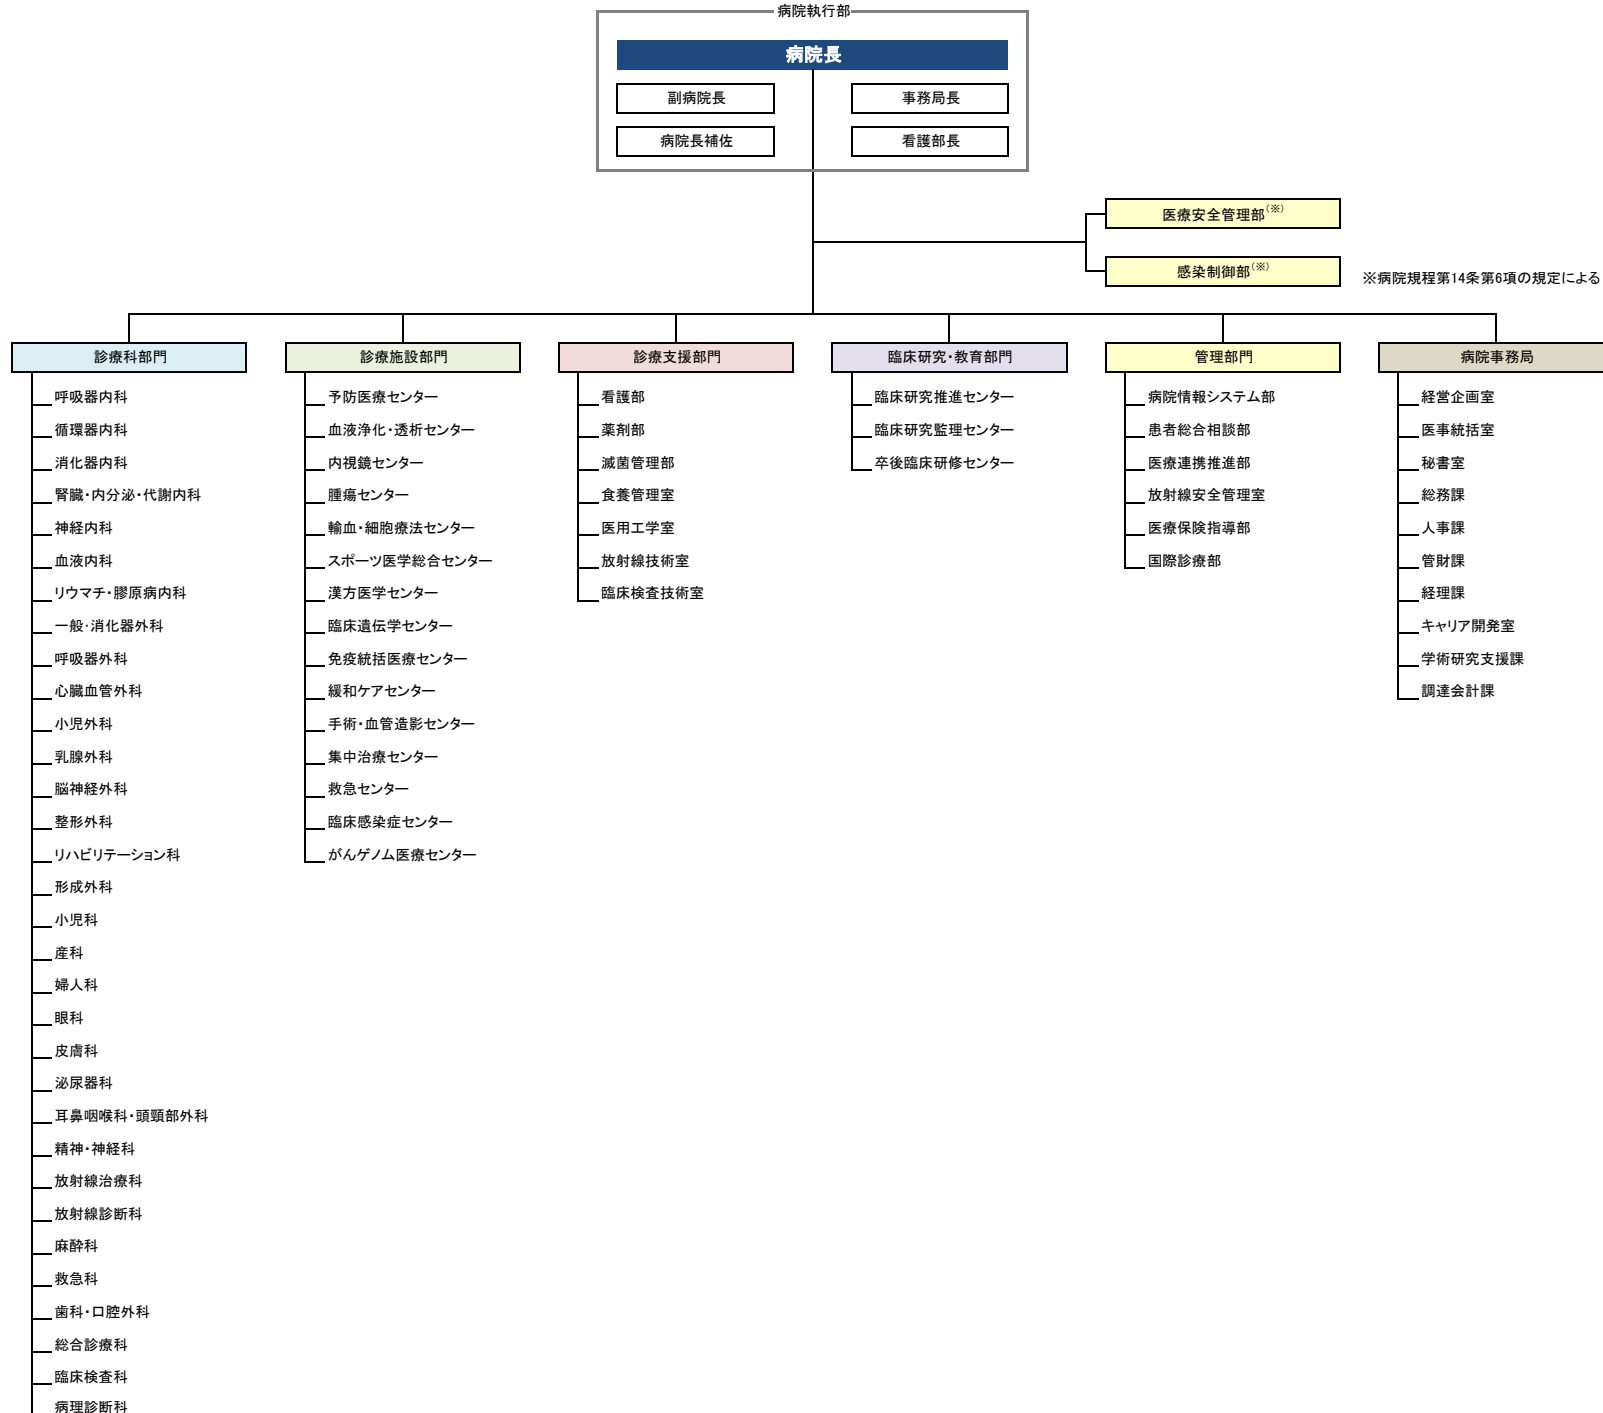 病院執行部
病院長
副病院長
事務局長
病院長補佐
看護部長
医療安全管理部(※)
感染制御部(※)
※病院規程第14条第6項の規定による
診療科部門
呼吸器内科
循環器内科
消化器内科
腎臓・内分泌・代謝内科
神経内科
血液内科
リウマチ・膠原病内科
一般・消化器外科
呼吸器外科
心臓血管外科
小児外科
乳腺外科
脳神経外科
整形外科
リハビリテーション科
形成外科
小児科
産科
婦人科
眼科
皮膚科
泌尿器科
耳鼻咽喉科・頭頸部外科
精神・神経科
放射線治療科
放射線診断科
麻酔科
救急科
歯科・口腔外科
総合診療科
臨床検査科
病理診断科
診療施設部門
予防医療センター
血液浄化・透析センター
内視鏡センター
腫瘍センター
輸血・細胞療法センター
スポーツ医学総合センター
漢方医学センター
臨床遺伝学センター
免疫統括医療センター
緩和ケアセンター
手術・血管造影センター
集中治療センター
救急センター
臨床感染症センター
がんゲノム医療センター
診療支援部門
看護部
薬剤部
滅菌管理部
食養管理室
医用工学室
放射線技術室
臨床検査技術室
臨床研究・教育部門
臨床研究推進センター
臨床研究監理センター
卒後臨床研修センター
管理部門
病院情報システム部
患者総合相談部
医療連携推進部
放射線安全管理室
医療保険指導部
国際診療部
病院事務局
経営企画室
医事統括室
秘書室
総務課
人事課
管財課
経理課
キャリア開発室
学術研究支援課
調達会計課